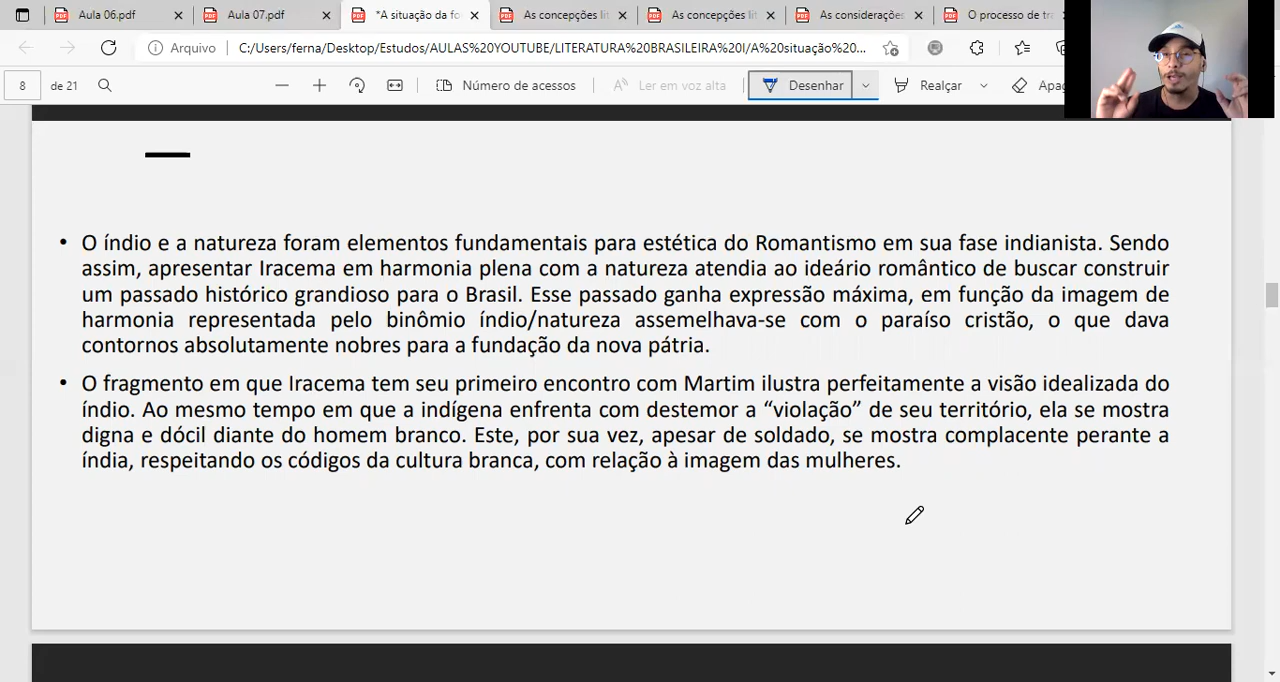 Aula 06.pdf
Aula 07.pdf
*A situação da fo
As concepções lit
As concepções lit
As considerações
O processo de tra
Arquivo
C:/Users/ferna/Desktop/Estudos/AULAS%20YOUTUBE/LITERATURA%20BRASILEIRA%20I/A%20situação%20...
8 de 21
Número de acessos
Ler em voz alta
Desenhar
Realçar
Apag
• O índio e a natureza foram elementos fundamentais para estética do Romantismo em sua fase indianista. Sendo
assim, apresentar Iracema em harmonia plena com a natureza atendia ao ideário romântico de buscar construir
um passado histórico grandioso para o Brasil. Esse passado ganha expressão máxima, em função da imagem de
harmonia representada pelo binômio índio/natureza assemelhava-se com o paraíso cristão, o que dava
contornos absolutamente nobres para a fundação da nova pátria.
• O fragmento em que Iracema tem seu primeiro encontro com Martim ilustra perfeitamente a visão idealizada do
índio. Ao mesmo tempo em que a indígena enfrenta com destemor a “violação” de seu território, ela se mostra
digna e dócil diante do homem branco. Este, por sua vez, apesar de soldado, se mostra complacente perante a
índia, respeitando os códigos da cultura branca, com relação à imagem das mulheres.